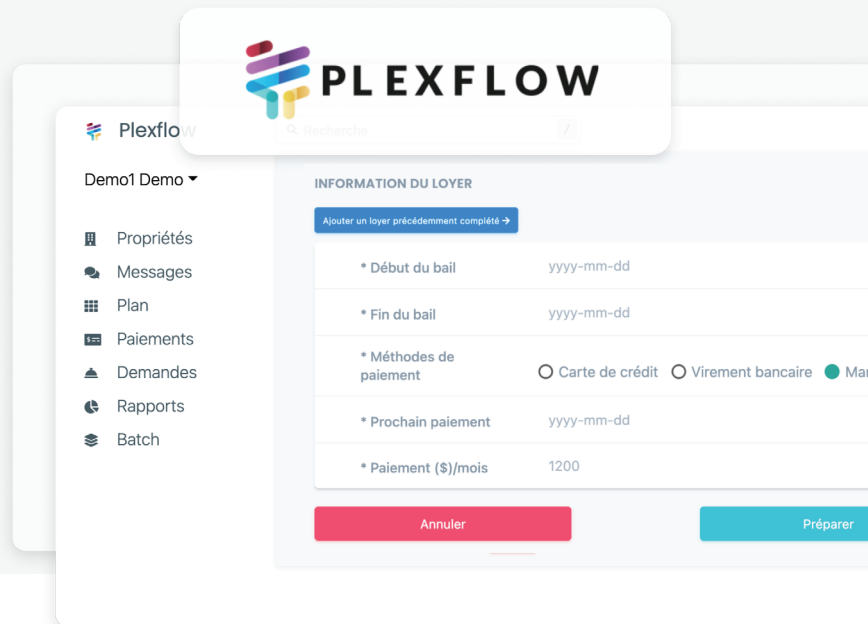 PLEXFLOW
Plexflow
Recherche
/
Demo1 Demo
Propriétés
Messages
Plan
Paiements
Demandes
Rapports
Batch
INFORMATION DU LOYER
Ajouter un loyer précédemment complété →
* Début du bail yyyy-mm-dd
* Fin du bail yyyy-mm-dd
* Méthodes de
paiement
Carte de crédit Virement bancaire
* Prochain paiement yyyy-mm-dd
* Paiement ($)/mois 1200
Annuler Préparer